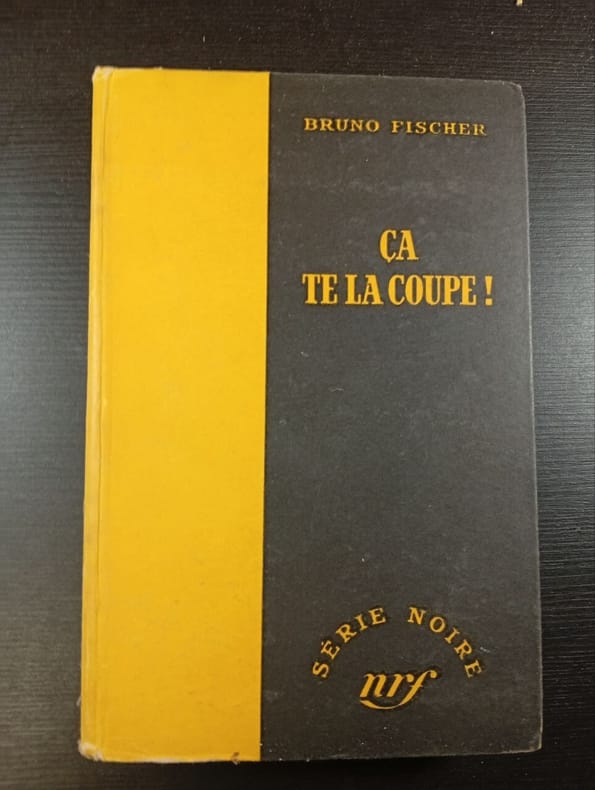 BRUNO FISCHER
ÇA
TE LA COUPE !
SÉRIE NOIRE
nrf